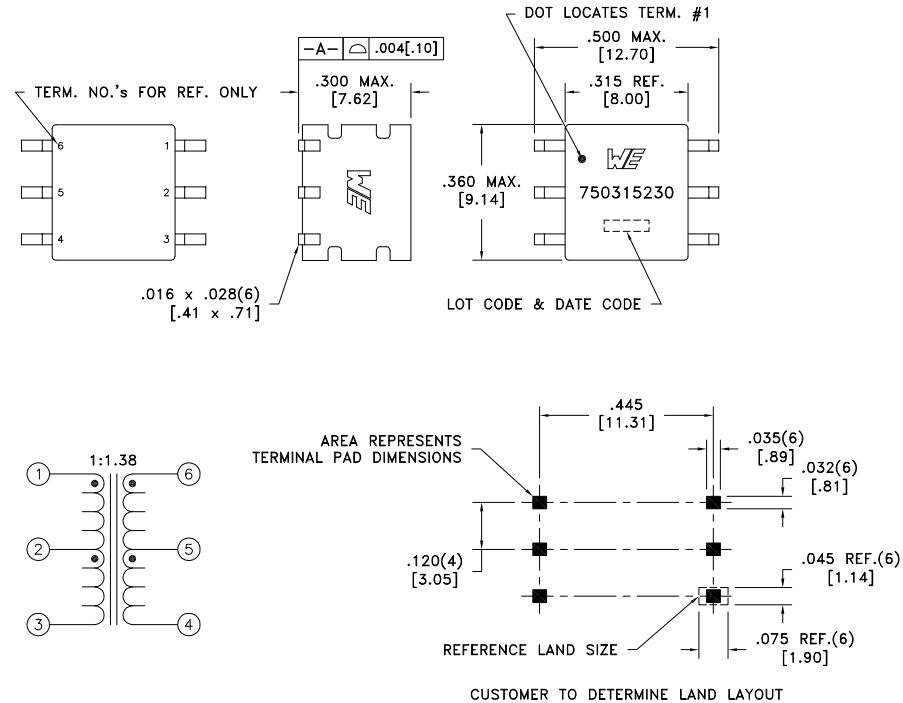 DOT LOCATES TERM. #1
-A- ⌓ .004[.10]
.500 MAX.
[12.70]
.300 MAX.
[7.62]
.315 REF.
[8.00]
TERM. NO.'s FOR REF. ONLY
6 1
5 2
4 3
WE
WE
750315230
.360 MAX.
[9.14]
.016 x .028(6)
[.41 x .71]
LOT CODE & DATE CODE
.445
[11.31]
AREA REPRESENTS
TERMINAL PAD DIMENSIONS
.035(6)
[.89]
.032(6)
[.81]
1:1.38
1 6
2 5
3 4
.120(4)
[3.05]
.045 REF.(6)
[1.14]
REFERENCE LAND SIZE
.075 REF.(6)
[1.90]
CUSTOMER TO DETERMINE LAND LAYOUT